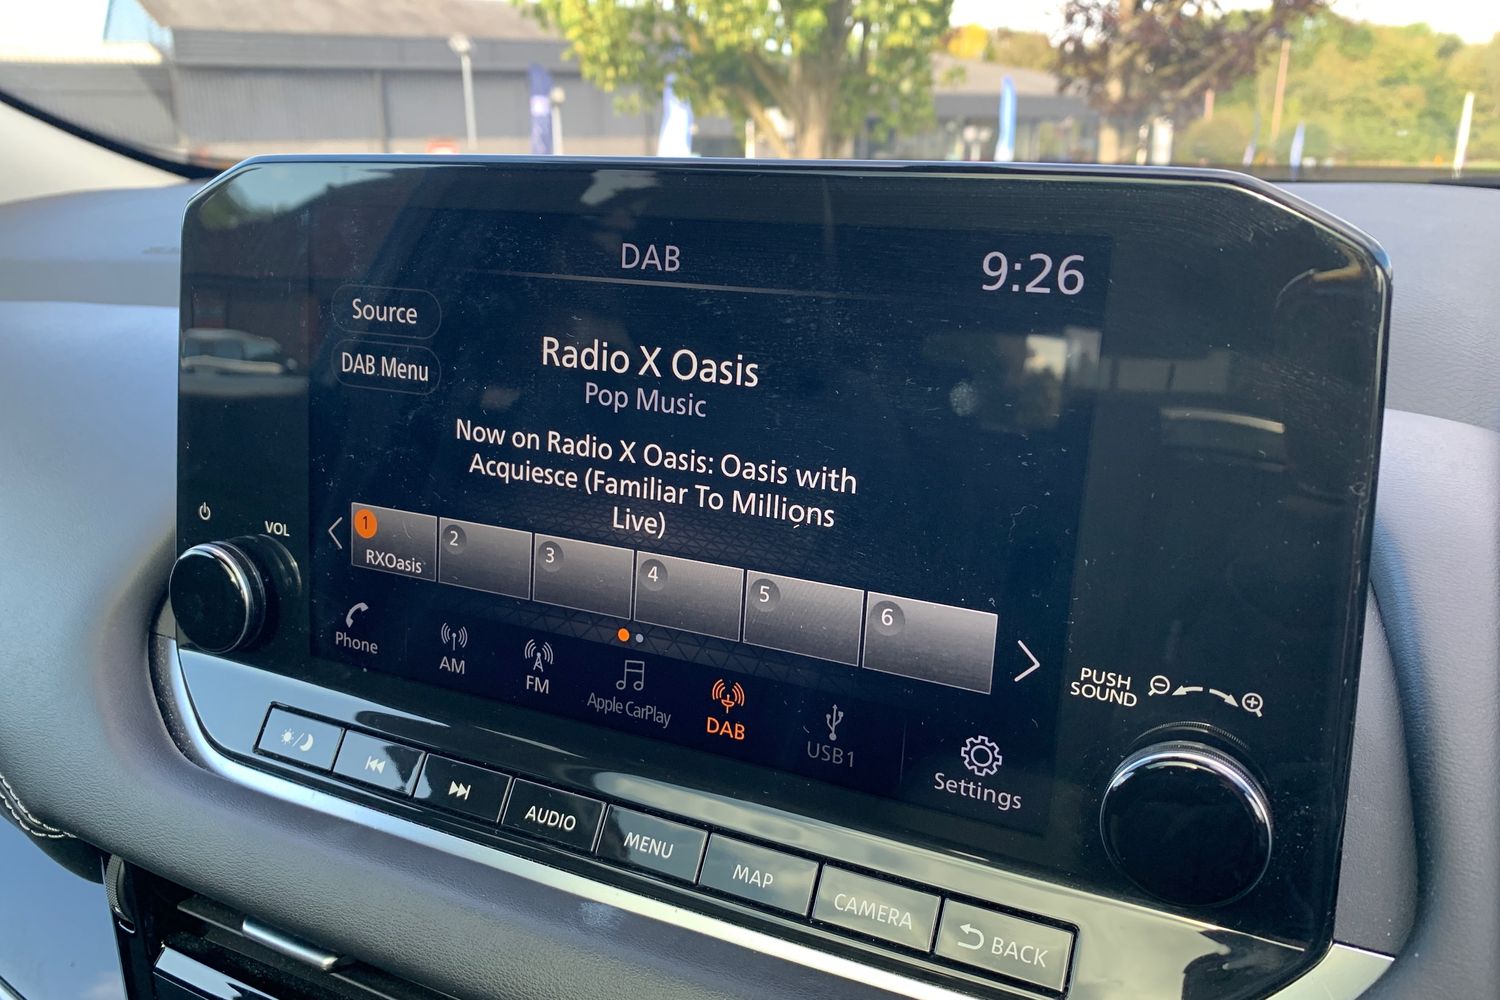 DAB
9:26
Source
DAB Menu
Radio X Oasis
Pop Music
Now on Radio X Oasis: Oasis with
Acquiesce (Familiar To Millions
Live)
1
RXOasis
2
3
4
5
6
VOL
Phone
AM
FM
Apple CarPlay
DAB
USB1
Settings
PUSH
SOUND
AUDIO
MENU
MAP
CAMERA
BACK